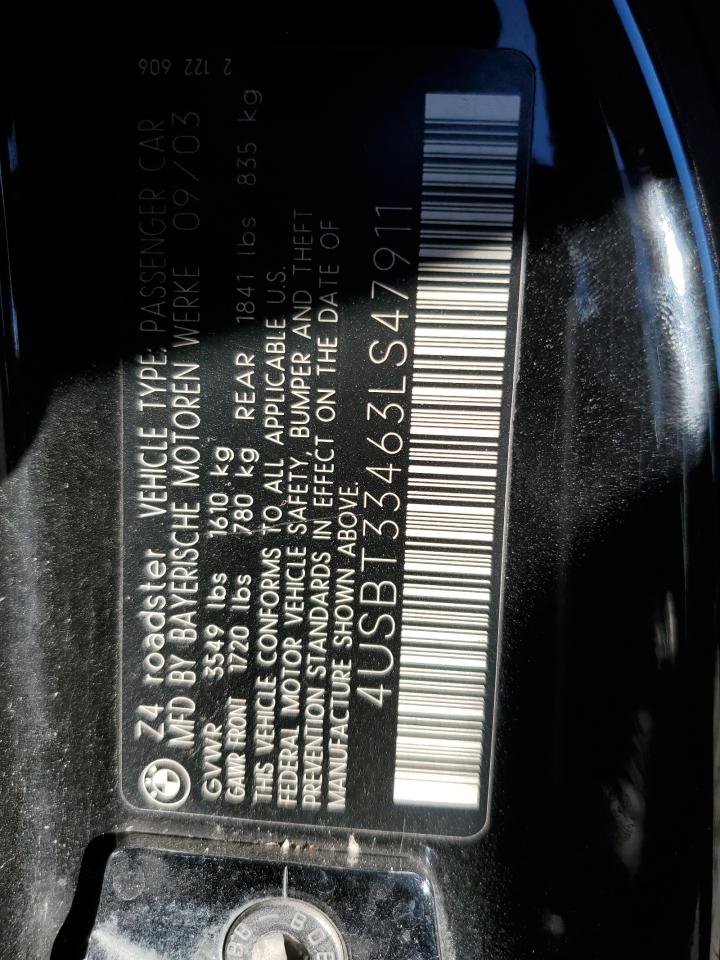 Z4 roadster VEHICLE TYPE: PASSENGER CAR
MFD BY BAYERISCHE MOTOREN WERKE 09/03
GVWR 3549 lbs 1610 kg
GAWR FRONT 1720 lbs 780 kg REAR 1841 lbs 835 kg
THIS VEHICLE CONFORMS TO ALL APPLICABLE U.S.
FEDERAL MOTOR VEHICLE SAFETY, BUMPER AND THEFT
PREVENTION STANDARDS IN EFFECT ON THE DATE OF
MANUFACTURE SHOWN ABOVE.
4USBT33463LS47911
2 122 606